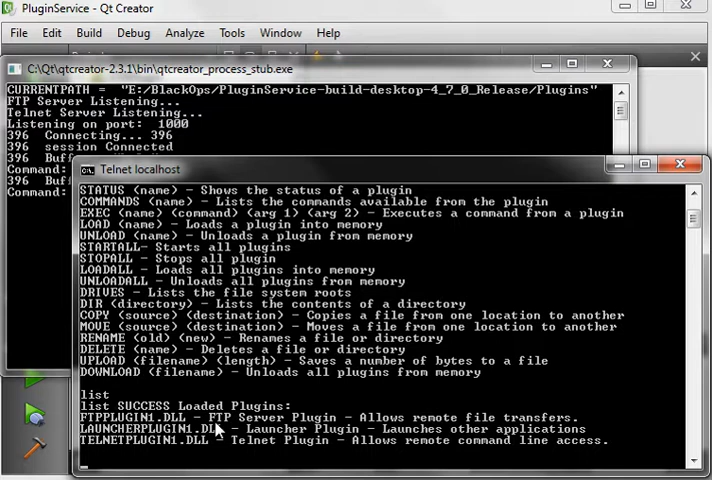 PluginService - Qt Creator
File Edit Build Debug Analyze Tools Window Help
C:\Qt\qtcreator-2.3.1\bin\qtcreator_process_stub.exe
CURRENTPATH = "E:/BlackOps/PluginService-build-desktop-4_7_0_Release/Plugins"
FTP Server Listening...
Telnet Server Listening...
Listening on port: 1000
396 Connecting... 396
396 session Connected
396 Buf
Command:
396 Buf
Command:
Telnet localhost
STATUS (name) - Shows the status of a plugin
COMMANDS (name) - Lists the commands available from the plugin
EXEC (name) (command) (arg 1) (arg 2) - Executes a command from a plugin
LOAD (name) - Loads a plugin into memory
UNLOAD (name) - Unloads a plugin from memory
STARTALL- Starts all plugins
STOPALL - Stops all plugin
LOADALL - Loads all plugins into memory
UNLOADALL - Unloads all plugins from memory
DRIVES - Lists the file system roots
DIR (directory) - Lists the contents of a directory
COPY (source) (destination) - Copies a file from one location to another
MOVE (source) (destination) - Moves a file from one location to another
RENAME (old) (new) - Renames a file or directory
DELETE (name) - Deletes a file or directory
UPLOAD (filename) (length) - Saves a number of bytes to a file
DOWNLOAD (filename) - Unloads all plugins from memory
list
list SUCCESS Loaded Plugins:
FTPPLUGIN1.DLL - FTP Server Plugin - Allows remote file transfers.
LAUNCHERPLUGIN1.DLL - Launcher Plugin - Launches other applications
TELNETPLUGIN1.DLL - Telnet Plugin - Allows remote command line access.